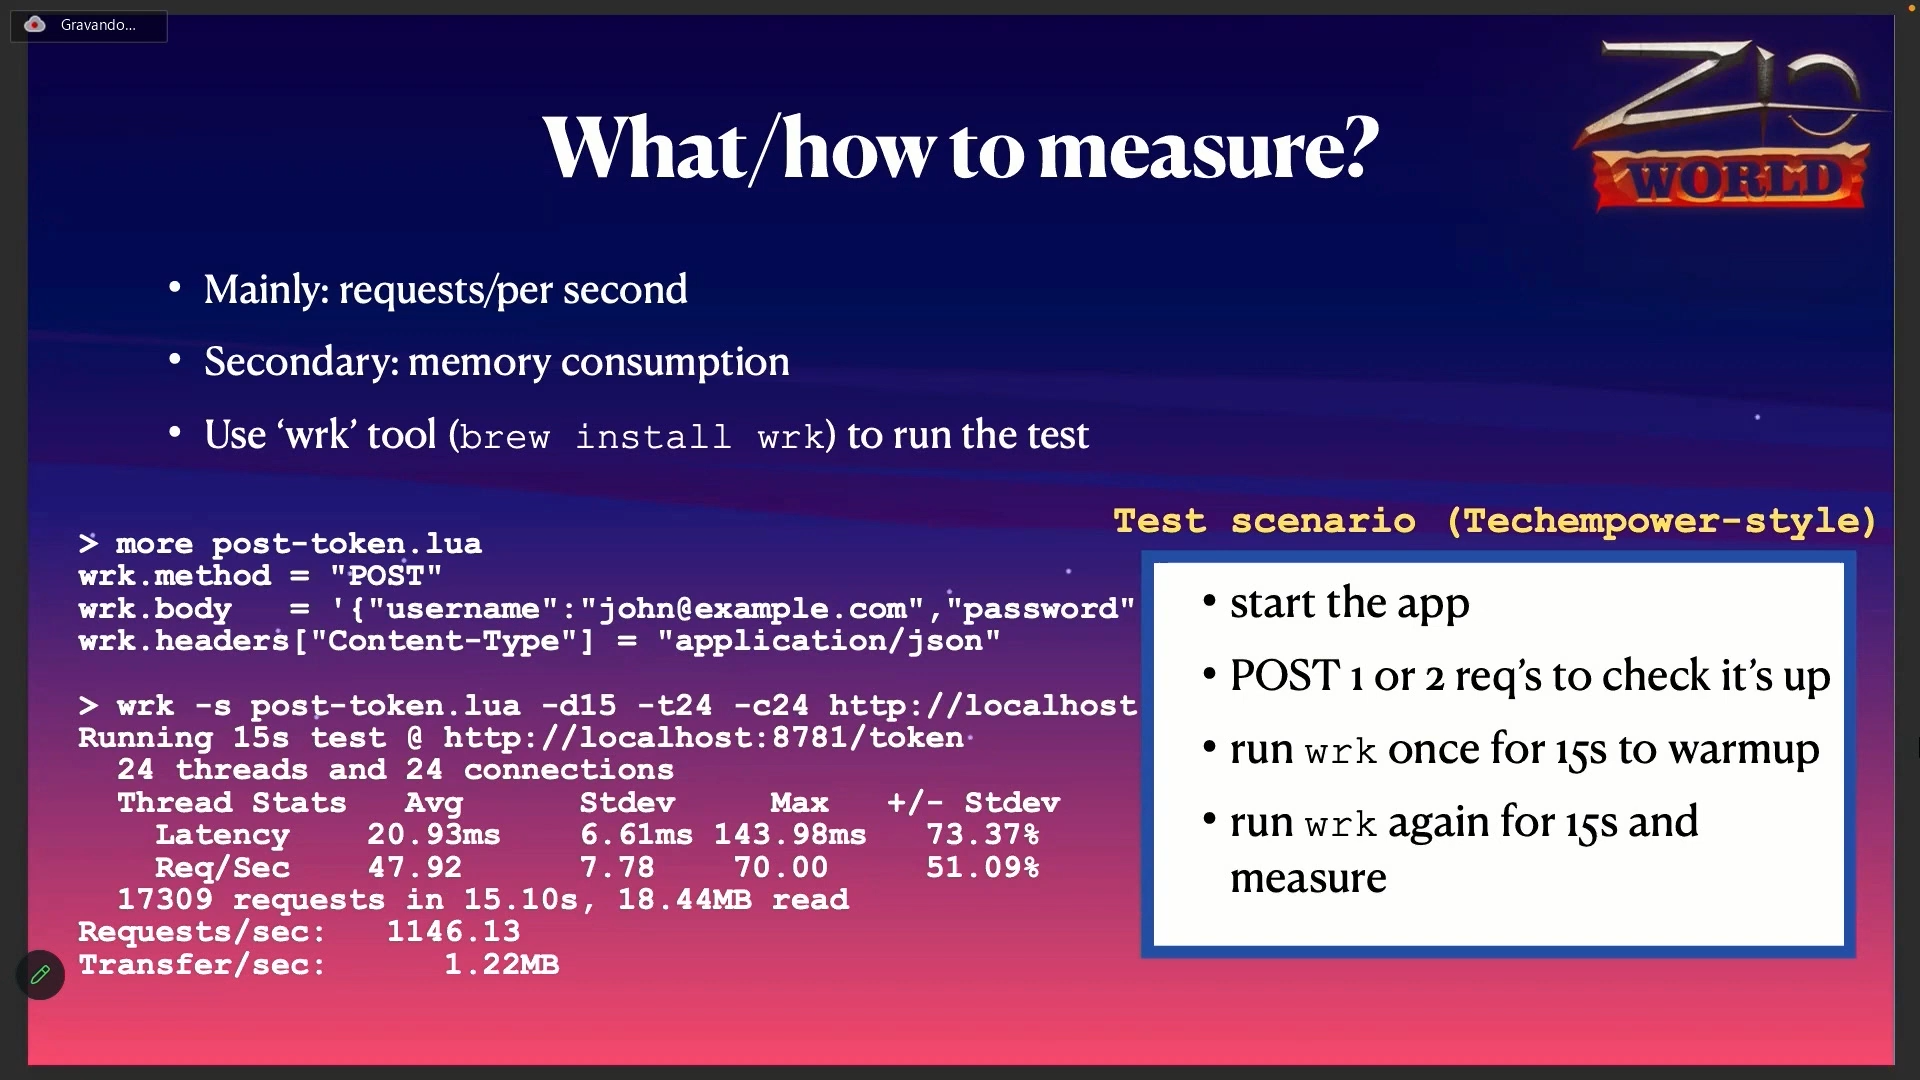 Gravando...
ZIO
WORLD
What/how to measure?
• Mainly: requests/per second
• Secondary: memory consumption
• Use ‘wrk’ tool (brew install wrk) to run the test
> more post-token.lua
wrk.method = "POST"
wrk.body   = '{"username":"john@example.com","password"
wrk.headers["Content-Type"] = "application/json"
> wrk -s post-token.lua -d15 -t24 -c24 http://localhost
Running 15s test @ http://localhost:8781/token
  24 threads and 24 connections
  Thread Stats   Avg      Stdev     Max   +/- Stdev
    Latency    20.93ms    6.61ms 143.98ms   73.37%
    Req/Sec    47.92      7.78    70.00     51.09%
  17309 requests in 15.10s, 18.44MB read
Requests/sec:   1146.13
Transfer/sec:      1.22MB
Test scenario (Techempower-style)
• start the app
• POST 1 or 2 req’s to check it’s up
• run wrk once for 15s to warmup
• run wrk again for 15s and
measure